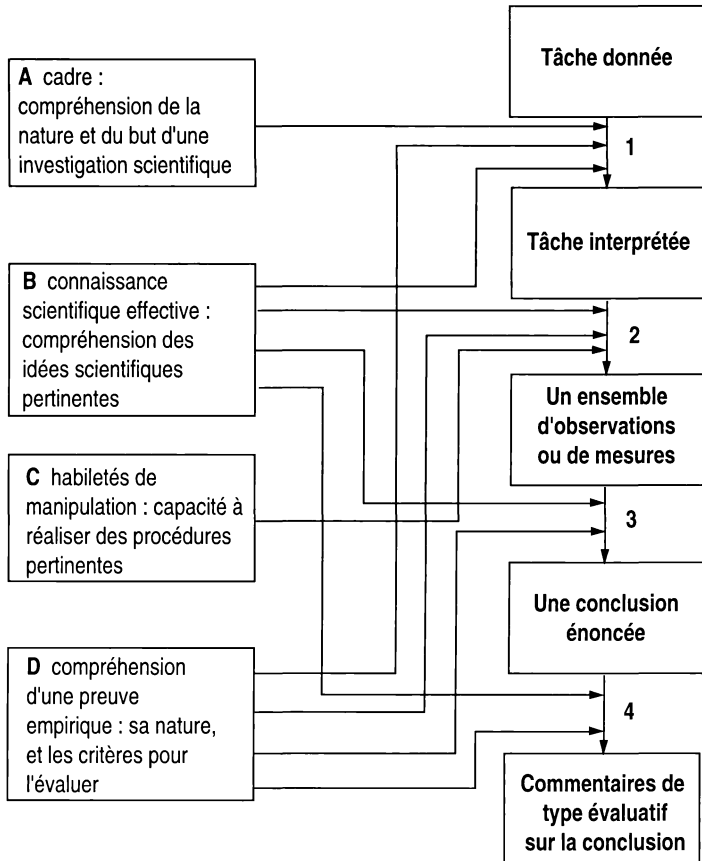 Tâche donnée
A cadre :
compréhension de la
nature et du but d'une
investigation scientifique
1
Tâche interprétée
B connaissance
scientifique effective :
compréhension des
idées scientifiques
pertinentes
2
Un ensemble
d'observations
ou de mesures
C habiletés de
manipulation : capacité à
réaliser des procédures
pertinentes
3
Une conclusion
énoncée
D compréhension
d'une preuve
empirique : sa nature,
et les critères pour
l'évaluer
4
Commentaires de
type évaluatif
sur la conclusion